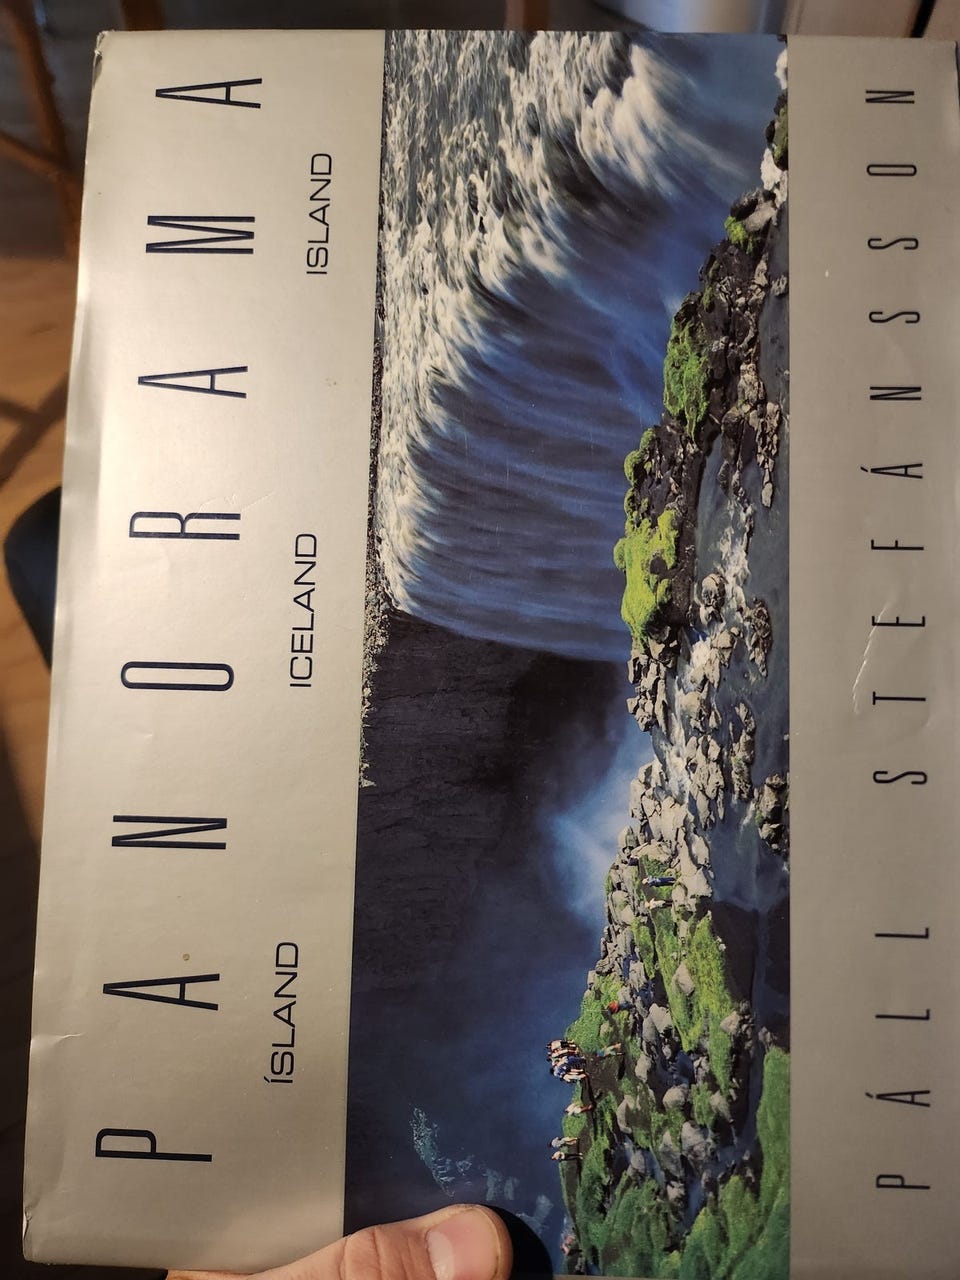 PANORAMA
ÍSLAND ICELAND ISLAND
PÁLL STEFÁNSSON